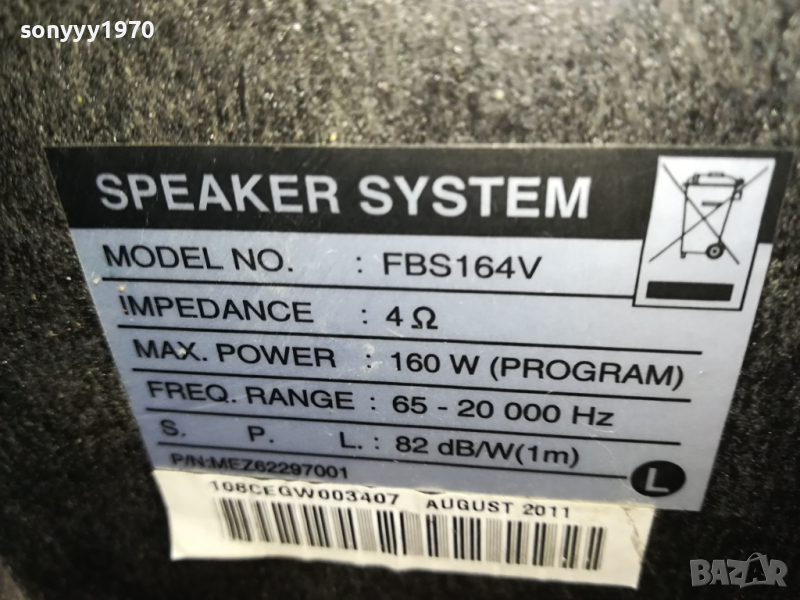 sonyyy1970
SPEAKER SYSTEM
MODEL NO. : FBS164V
IMPEDANCE : 4 Ω
MAX. POWER : 160 W (PROGRAM)
FREQ. RANGE : 65 - 20 000 Hz
S. P. L. : 82 dB/W(1m)
P/N:MEZ62297001
L
108CEGW003407 AUGUST 2011
BAZAR